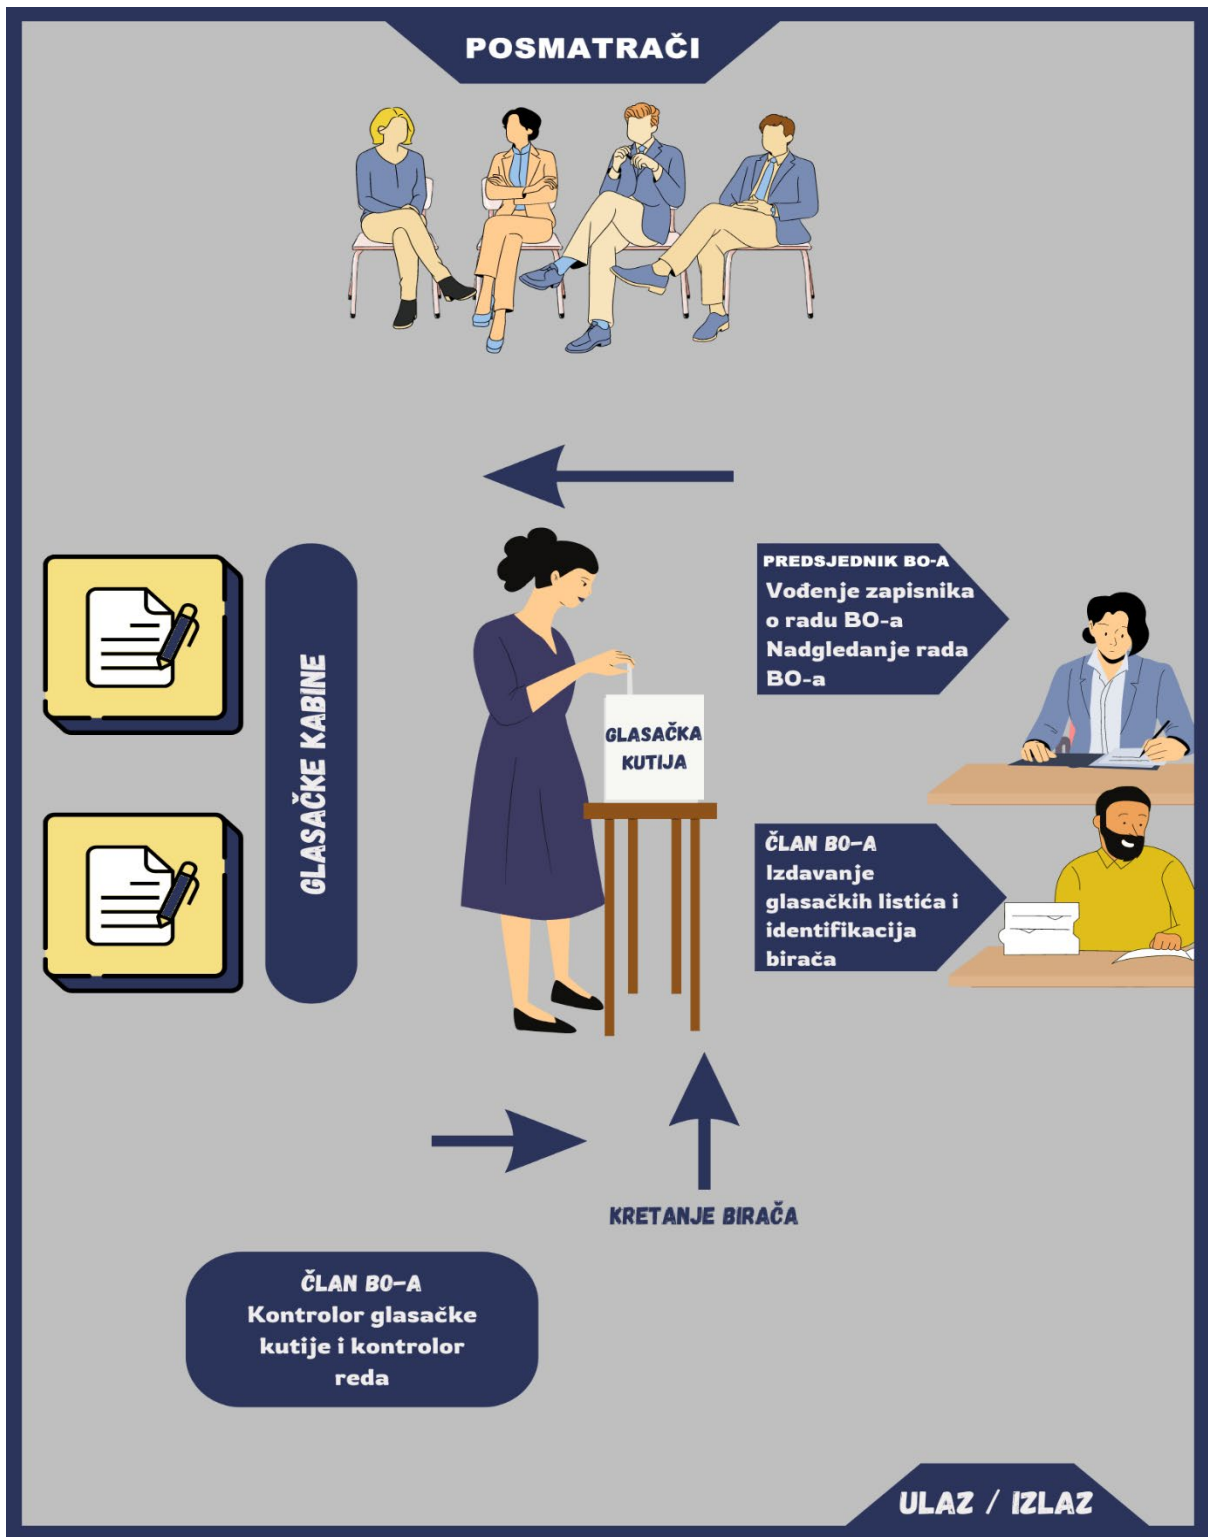 POSMATRAČI
PREDSJEDNIK BO-A
Vođenje zapisnika
o radu BO-a
Nadgledanje rada
BO-a
GLASAČKE KABINE
GLASAČKA
KUTIJA
ČLAN BO-A
Izdavanje
glasačkih listića i
identifikacija
birača
KRETANJE BIRAČA
ČLAN BO-A
Kontrolor glasačke
kutije i kontrolor
reda
ULAZ / IZLAZ